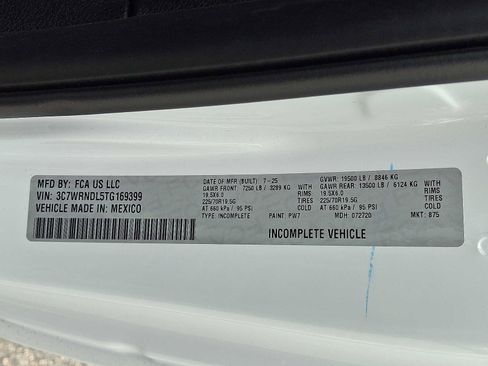 MFD BY: FCA US LLC
VIN: 3C7WRNDL5TG169399
VEHICLE MADE IN: MEXICO
DATE OF MFR (BUILT): 7-25
GAWR FRONT: 7250 LB / 3289 KG
19.5X6.0 WITH RIMS
225/70R19.5G TIRES
AT 660 kPa / 95 PSI COLD
TYPE: INCOMPLETE PAINT: PW7
GVWR: 19500 LB / 8846 KG
GAWR REAR: 13500 LB / 6124 KG
19.5X6.0 WITH RIMS
225/70R19.5G TIRES
AT 660 kPa / 95 PSI COLD
MDH: 072720 MKT: 875
INCOMPLETE VEHICLE